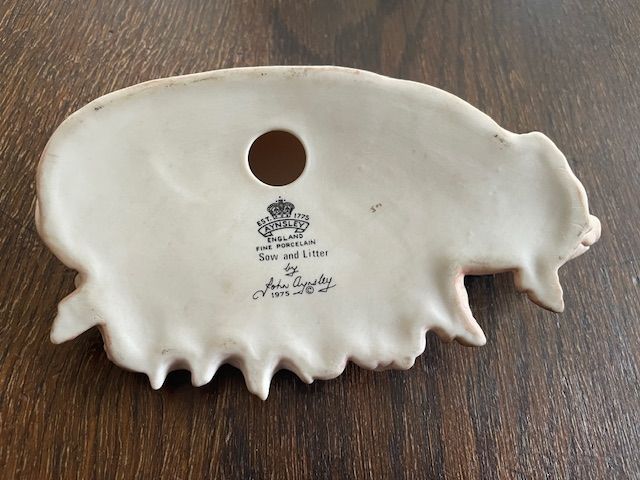 EST. 1775
AYNSLEY
ENGLAND
FINE PORCELAIN
Sow and Litter
by
John Aynsley
1975 ©